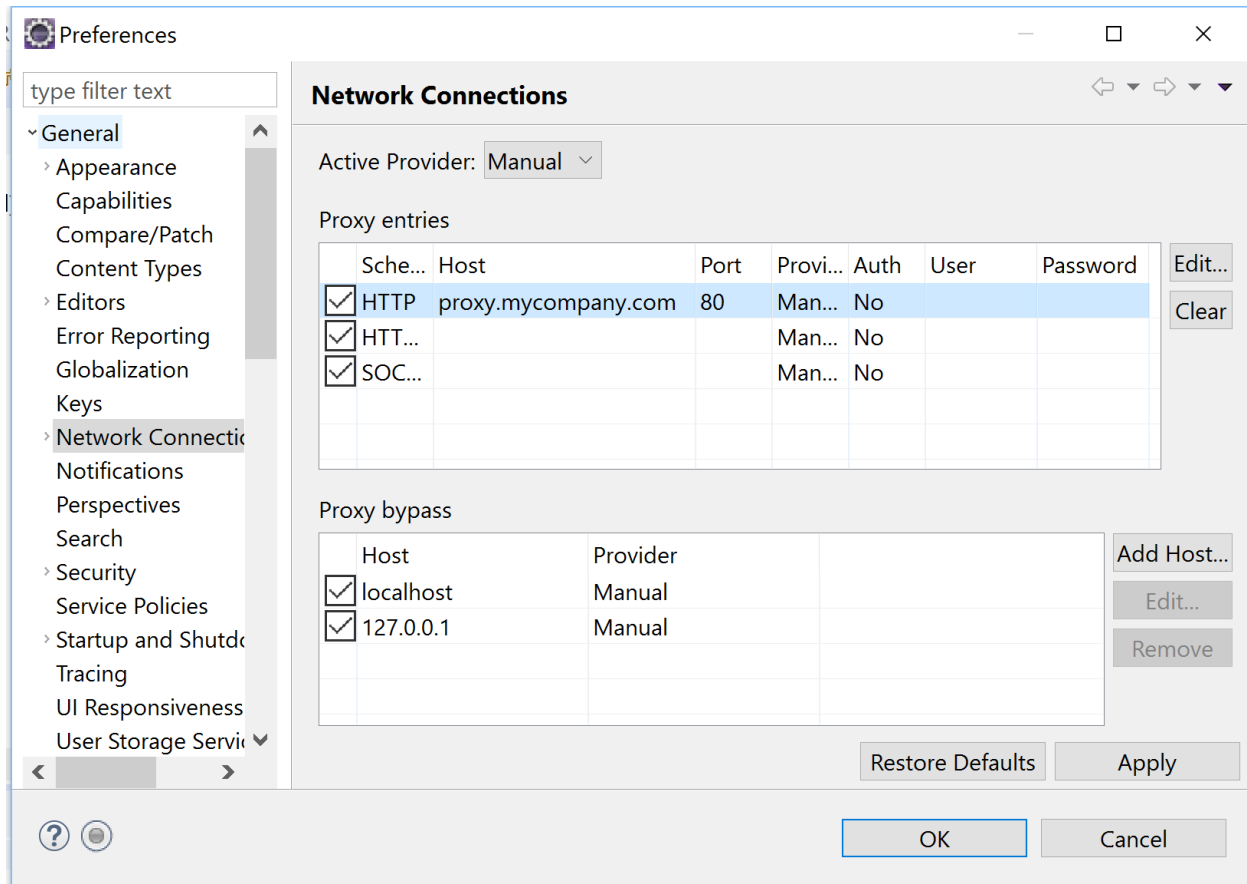 Preferences
type filter text
General
Appearance
Capabilities
Compare/Patch
Content Types
Editors
Error Reporting
Globalization
Keys
Network Connectic
Notifications
Perspectives
Search
Security
Service Policies
Startup and Shutdo
Tracing
UI Responsiveness
User Storage Servi
Network Connections
Active Provider: Manual
Proxy entries
Sche... Host Port Provi... Auth User Password
HTTP proxy.mycompany.com 80 Man... No
HTT... Man... No
SOC... Man... No
Edit...
Clear
Proxy bypass
Host Provider
localhost Manual
127.0.0.1 Manual
Add Host...
Edit...
Remove
Restore Defaults Apply
? OK Cancel